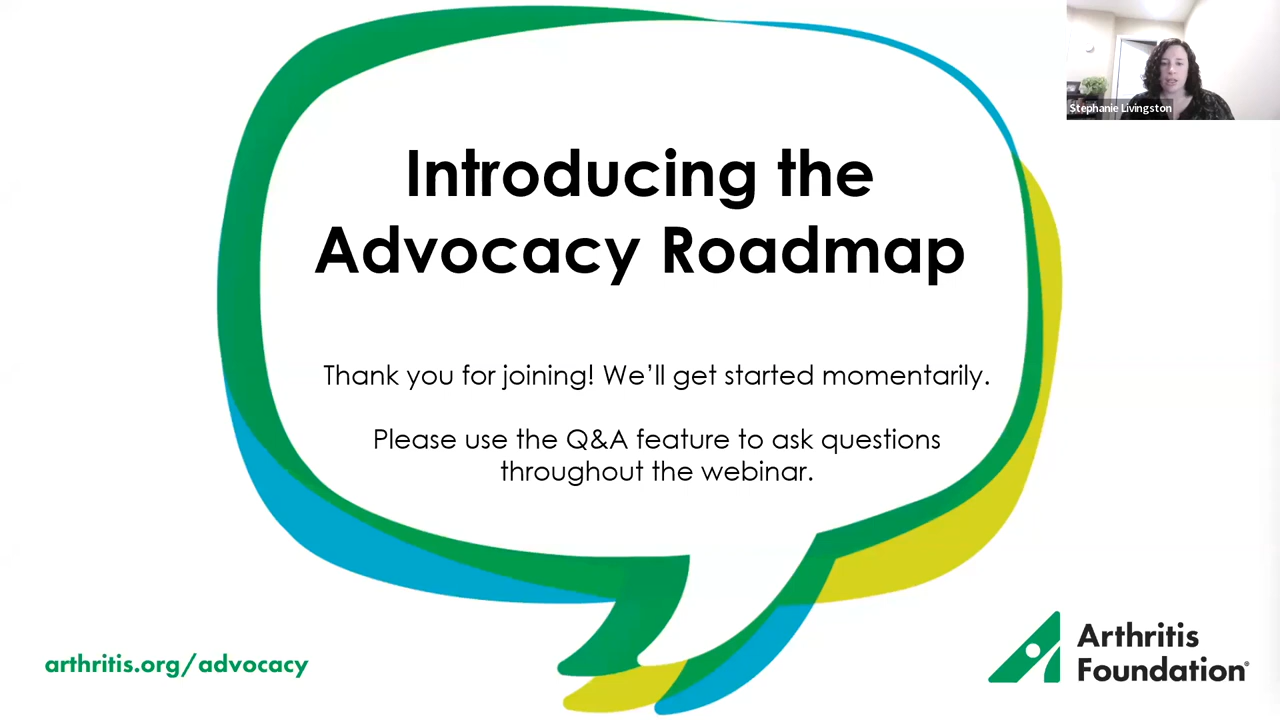 Stephanie Livingston
Introducing the
Advocacy Roadmap
Thank you for joining! We’ll get started momentarily.
Please use the Q&A feature to ask questions
throughout the webinar.
arthritis.org/advocacy
Arthritis
Foundation®